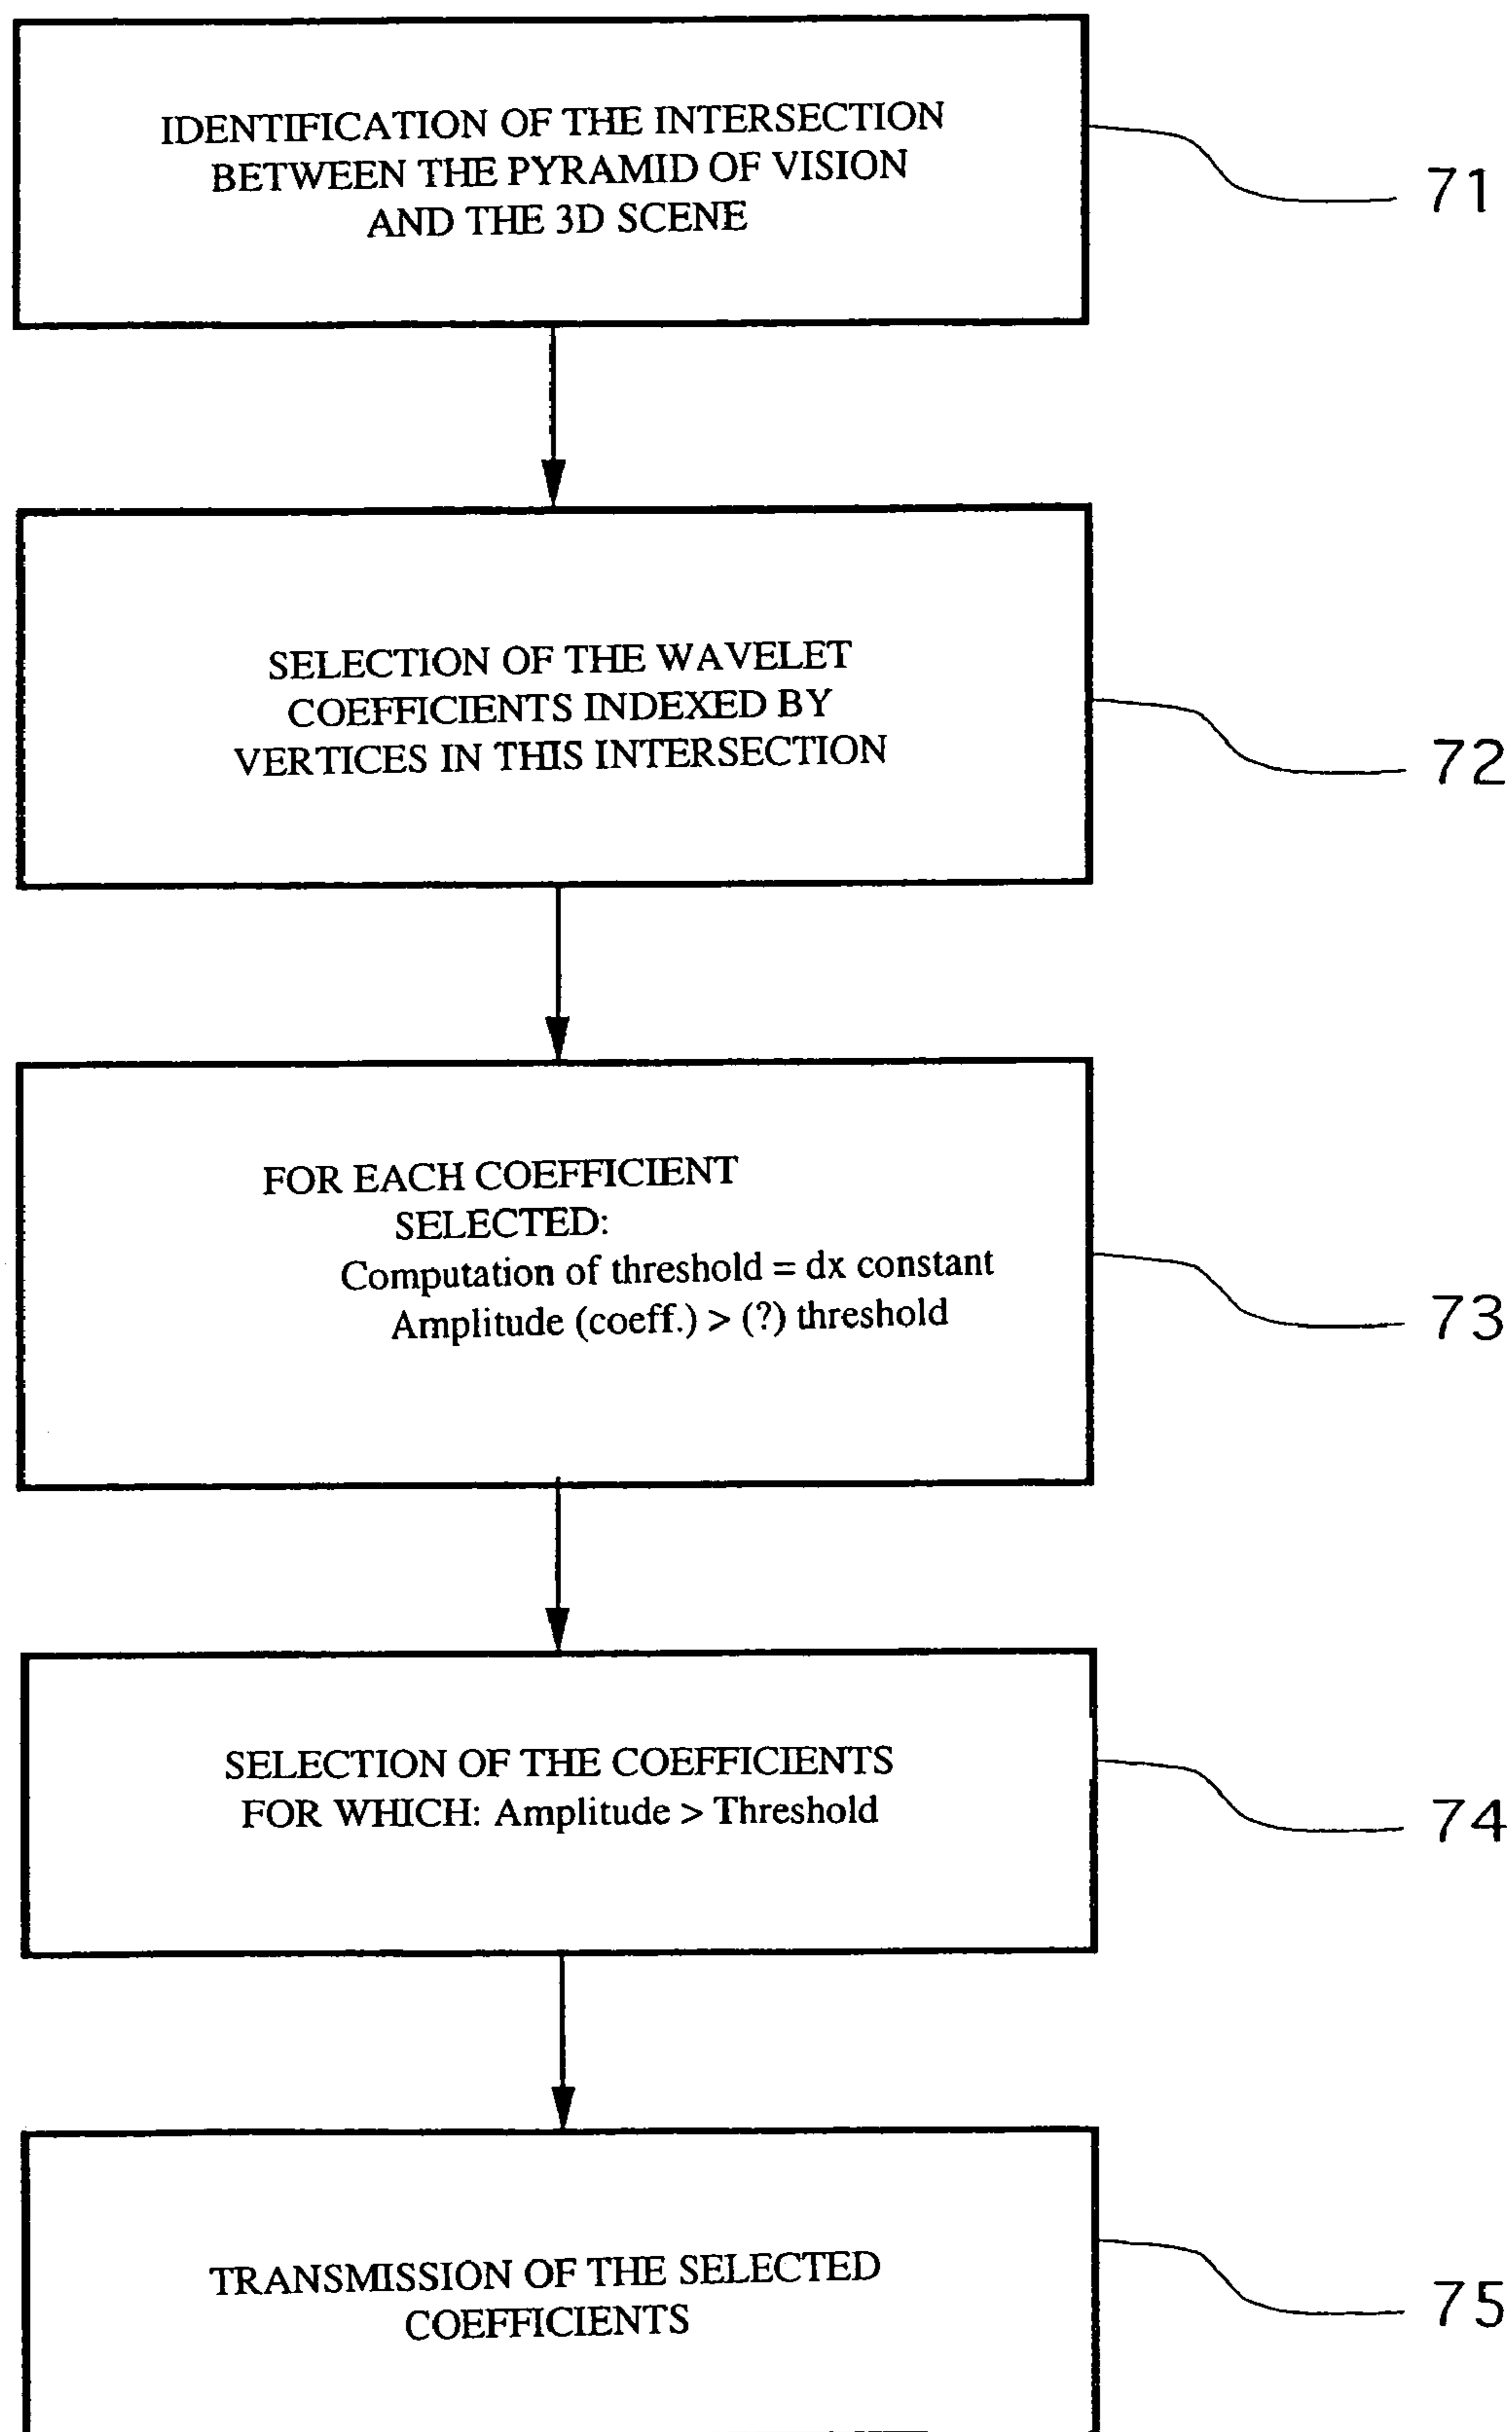 IDENTIFICATION OF THE INTERSECTION
BETWEEN THE PYRAMID OF VISION
AND THE 3D SCENE
71
SELECTION OF THE WAVELET
COEFFICIENTS INDEXED BY
VERTICES IN THIS INTERSECTION
72
FOR EACH COEFFICIENT
SELECTED:
Computation of threshold = dx constant
Amplitude (coeff.) > (?) threshold
73
SELECTION OF THE COEFFICIENTS
FOR WHICH: Amplitude > Threshold
74
TRANSMISSION OF THE SELECTED
COEFFICIENTS
75